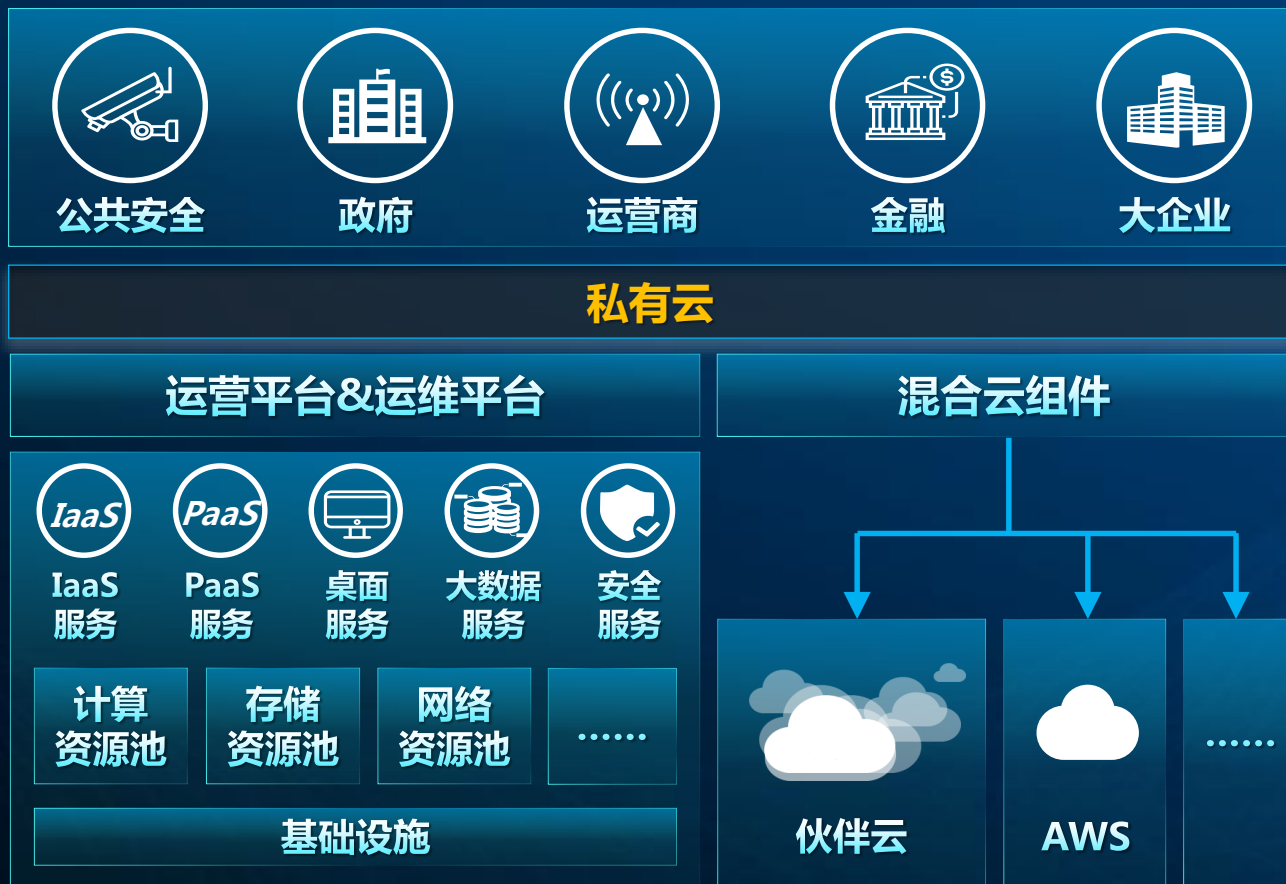 $
公共安全
政府
运营商
金融
大企业
私有云
运营平台&运维平台
混合云组件
IaaS
PaaS
IaaS
服务
PaaS
服务
桌面
服务
大数据
服务
安全
服务
计算
资源池
存储
资源池
网络
资源池
......
基础设施
伙伴云
AWS
......